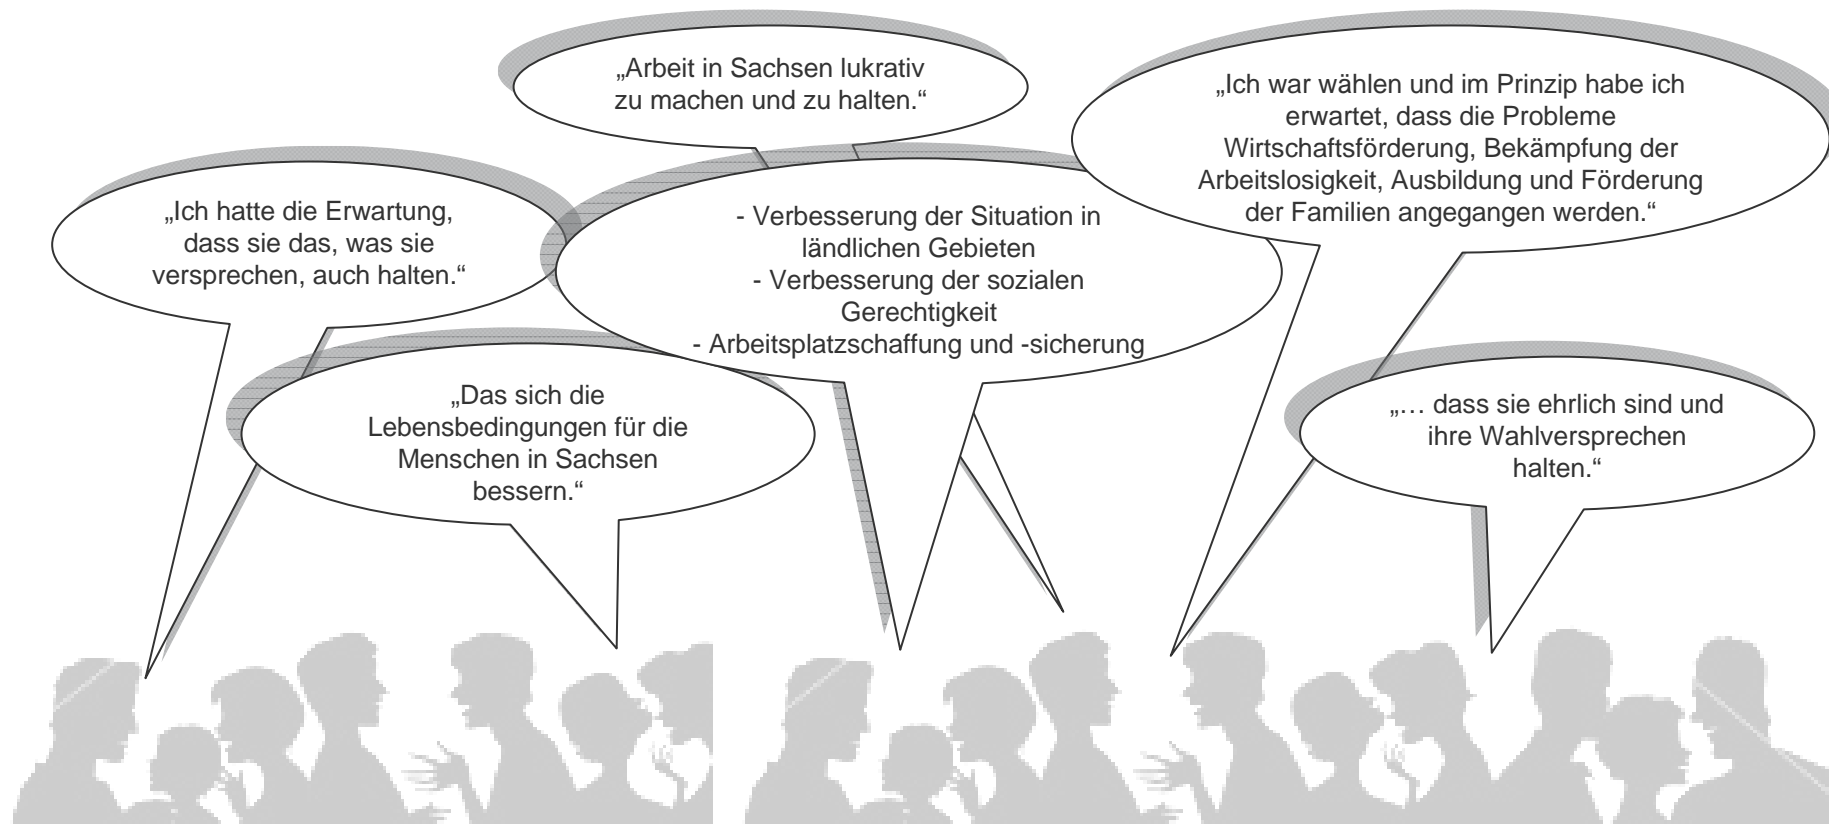 „Arbeit in Sachsen lukrativ
zu machen und zu halten.“
„Ich war wählen und im Prinzip habe ich
erwartet, dass die Probleme
Wirtschaftsförderung, Bekämpfung der
Arbeitslosigkeit, Ausbildung und Förderung
der Familien angegangen werden.“
„Ich hatte die Erwartung,
dass sie das, was sie
versprechen, auch halten.“
- Verbesserung der Situation in
ländlichen Gebieten
- Verbesserung der sozialen
Gerechtigkeit
- Arbeitsplatzschaffung und -sicherung
„Das sich die
Lebensbedingungen für die
Menschen in Sachsen
bessern.“
„… dass sie ehrlich sind und
ihre Wahlversprechen
halten.“